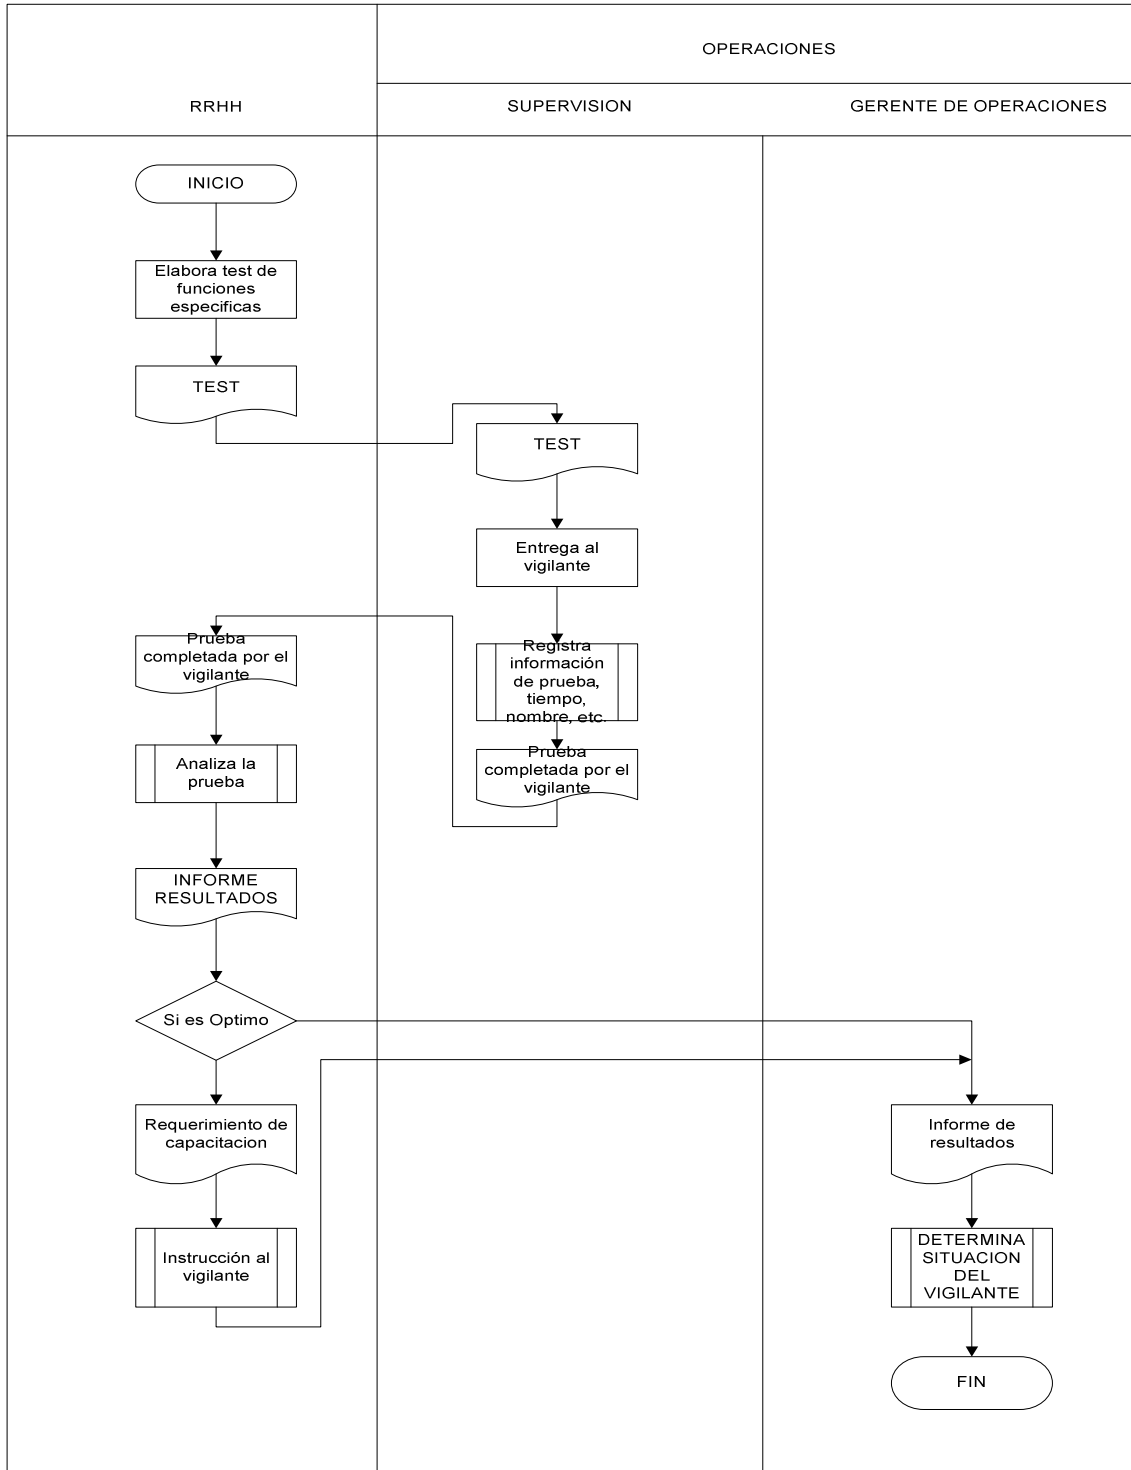 OPERACIONES
RRHH
SUPERVISION
GERENTE DE OPERACIONES
INICIO
Elabora test de
funciones
especificas
TEST
TEST
Entrega al
vigilante
Registra
información
de prueba,
tiempo,
nombre, etc.
Prueba
completada por el
vigilante
Prueba
completada por el
vigilante
Analiza la
prueba
INFORME
RESULTADOS
Si es Optimo
Requerimiento de
capacitacion
Instrucción al
vigilante
Informe de
resultados
DETERMINA
SITUACION
DEL
VIGILANTE
FIN